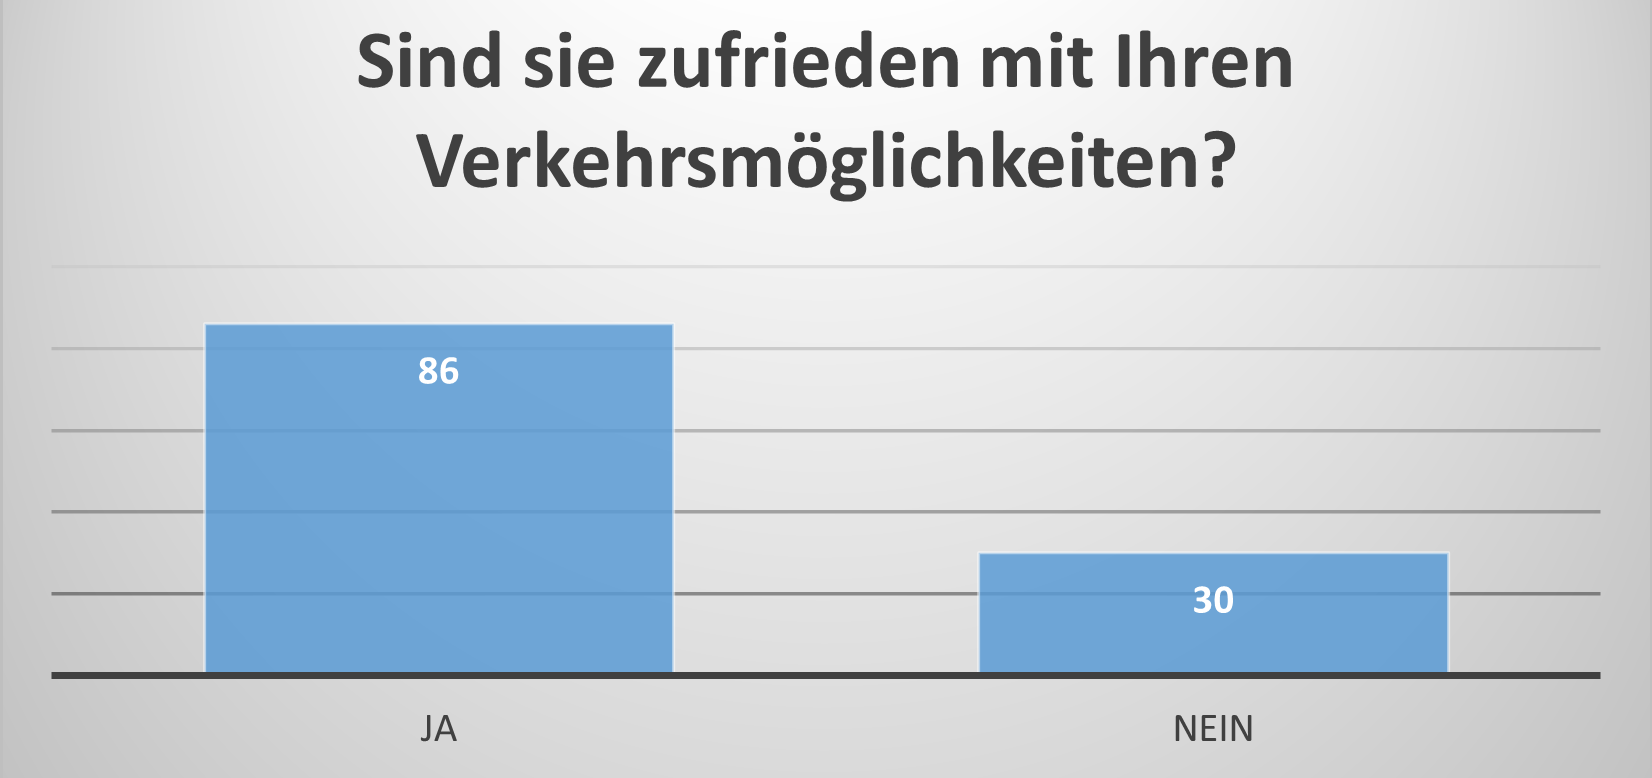 Sind sie zufrieden mit Ihren
Verkehrsmöglichkeiten?
86
30
JA
NEIN